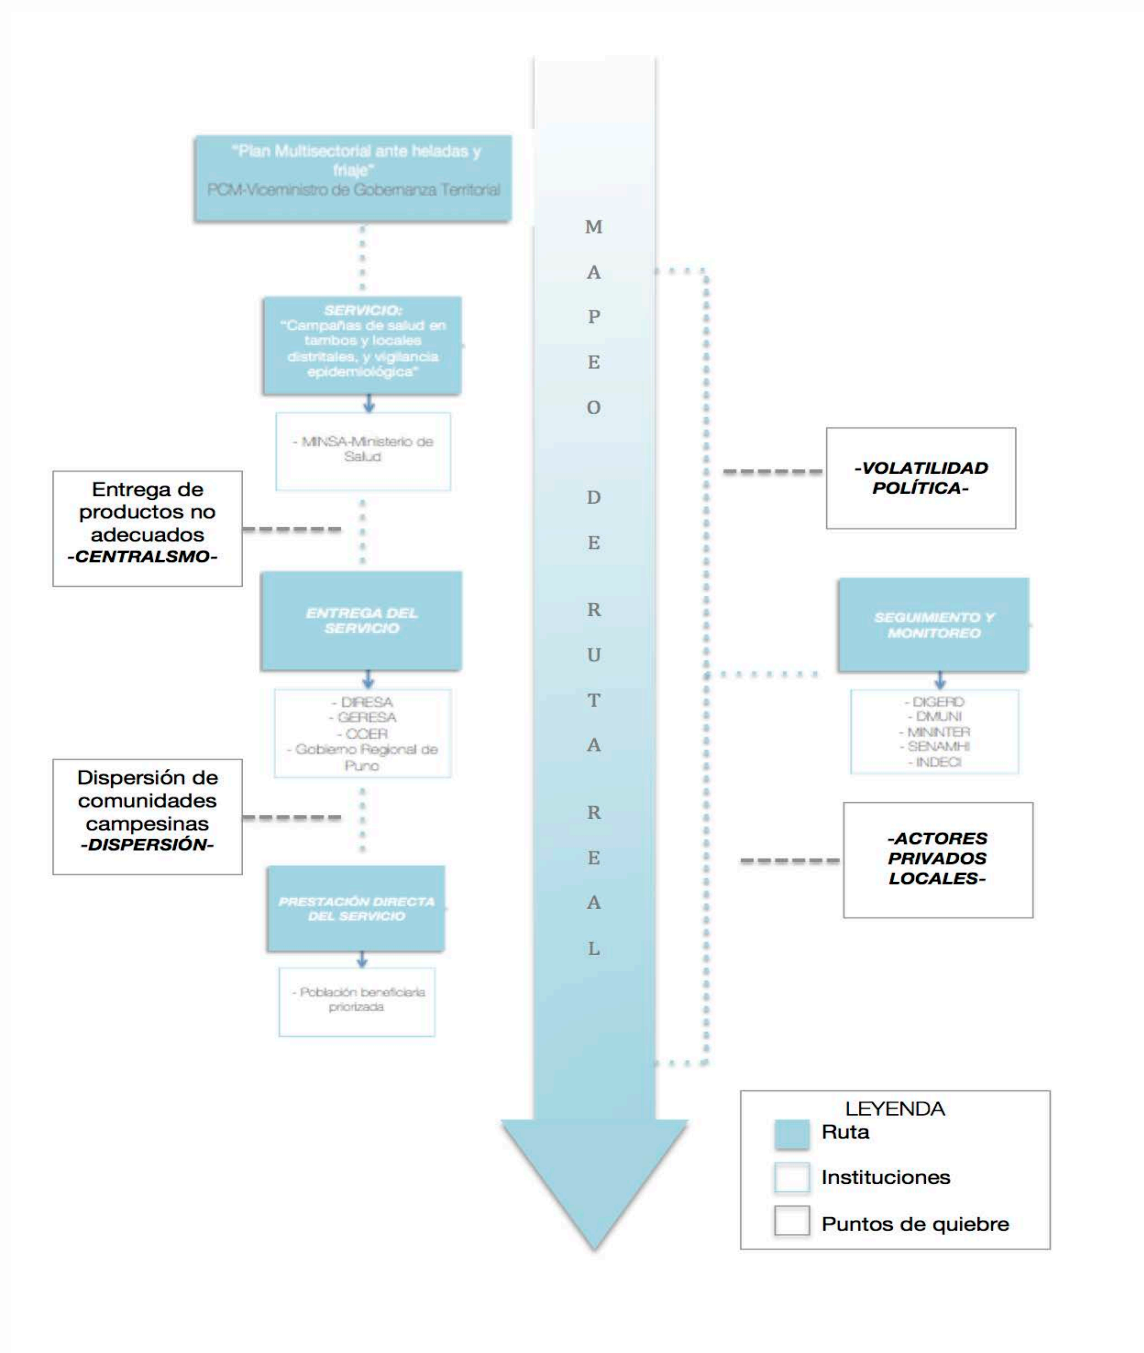 "Plan Multisectorial ante heladas y
friaje"
PCM-Viceministro de Gobernanza Territorial
SERVICIO:
"Campañas de salud en
tambos y locales
distritales, y vigilancia
epidemiológica"
- MINSA-Ministerio de
Salud
Entrega de
productos no
adecuados
-CENTRALSMO-
ENTREGA DEL
SERVICIO
- DIRESA
- GERESA
- COER
- Gobierno Regional de
Puno
Dispersión de
comunidades
campesinas
-DISPERSIÓN-
PRESTACIÓN DIRECTA
DEL SERVICIO
- Población beneficiaria
priorizada
M
A
P
E
O
D
E
R
U
T
A
R
E
A
L
-VOLATILIDAD
POLÍTICA-
SEGUIMIENTO Y
MONITOREO
- DIGERD
- DMUNI
- MININTER
- SENAMHI
- INDECI
-ACTORES
PRIVADOS
LOCALES-
LEYENDA
Ruta
Instituciones
Puntos de quiebre